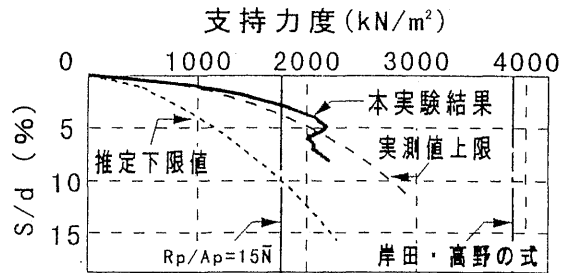 支持力度(kN/m²)
0 1000 2000 3000 4000
0
5
10
15
S/d (%)
本実験結果
推定下限値
実測値上限
Rp/Ap=15N̄
岸田・高野の式